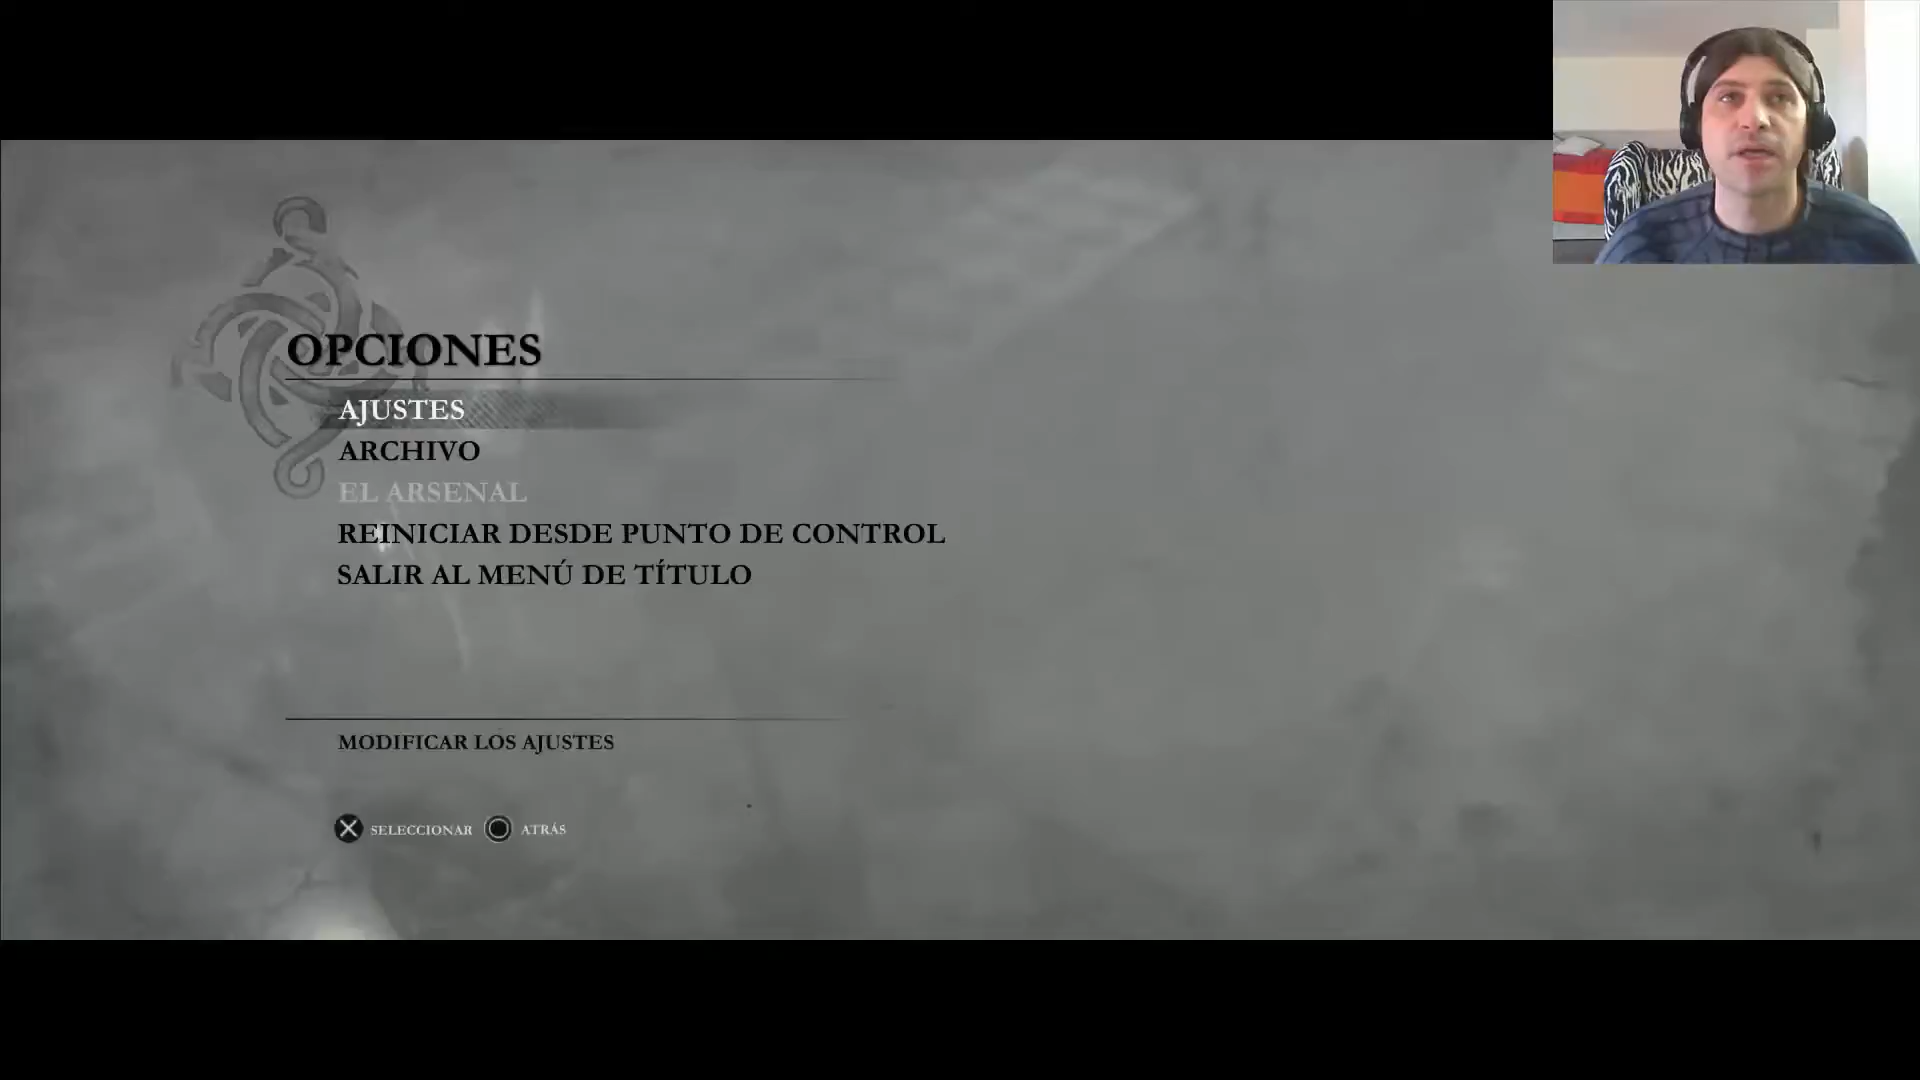 OPCIONES
AJUSTES
ARCHIVO
EL ARSENAL
REINICIAR DESDE PUNTO DE CONTROL
SALIR AL MENÚ DE TÍTULO
MODIFICAR LOS AJUSTES
SELECCIONAR ATRÁS